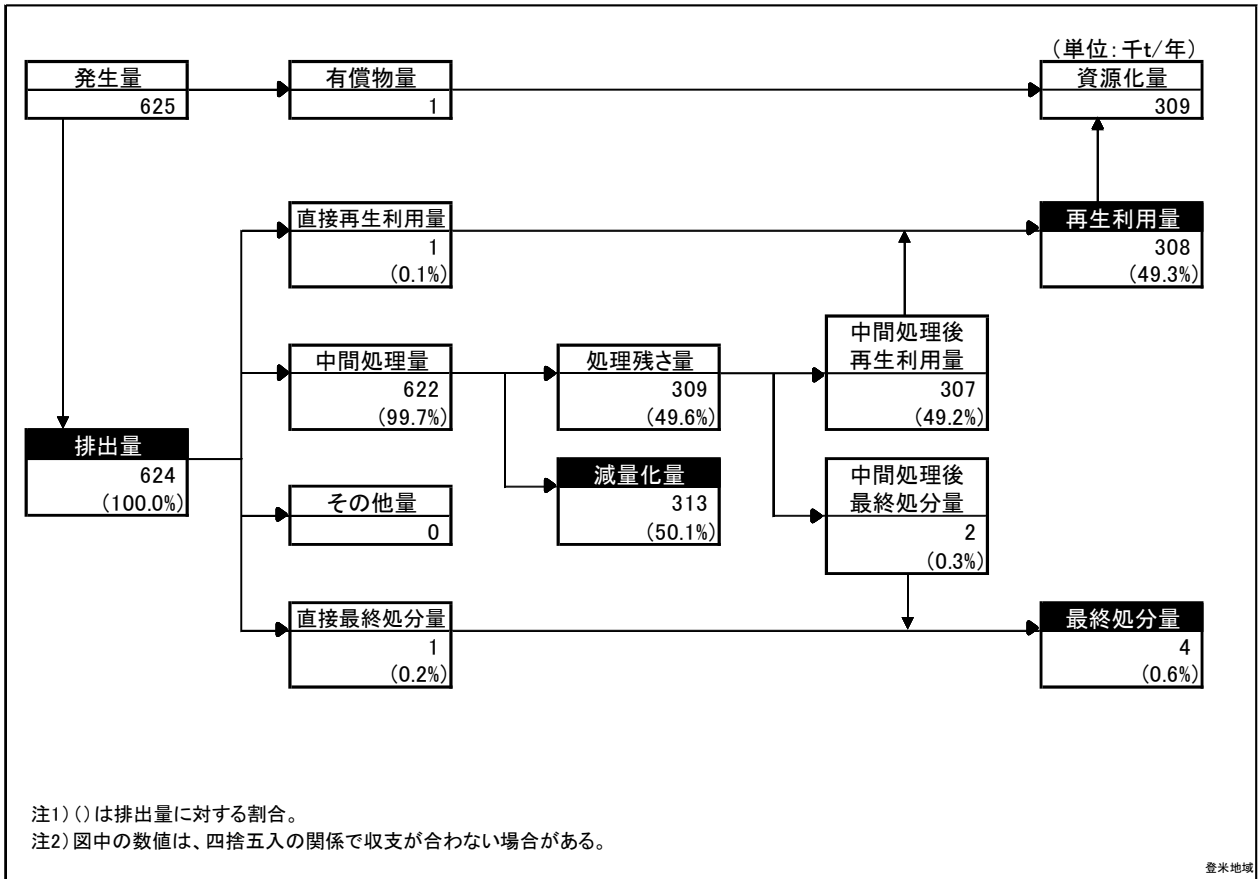 (単位:千t/年)
発生量
625
有償物量
1
資源化量
309
直接再生利用量
1
(0.1%)
再生利用量
308
(49.3%)
中間処理量
622
(99.7%)
処理残さ量
309
(49.6%)
中間処理後
再生利用量
307
(49.2%)
排出量
624
(100.0%)
減量化量
313
(50.1%)
中間処理後
最終処分量
2
(0.3%)
その他量
0
直接最終処分量
1
(0.2%)
最終処分量
4
(0.6%)
注1)()は排出量に対する割合。
注2)図中の数値は、四捨五入の関係で収支が合わない場合がある。
登米地域